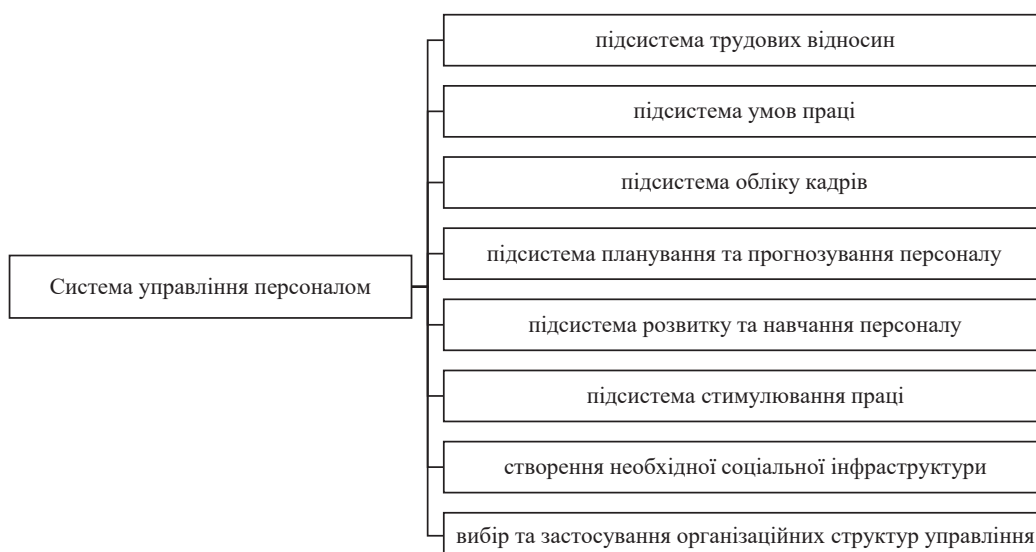 підсистема трудових відносин
підсистема умов праці
підсистема обліку кадрів
підсистема планування та прогнозування персоналу
Система управління персоналом
підсистема розвитку та навчання персоналу
підсистема стимулювання праці
створення необхідної соціальної інфраструктури
вибір та застосування організаційних структур управління